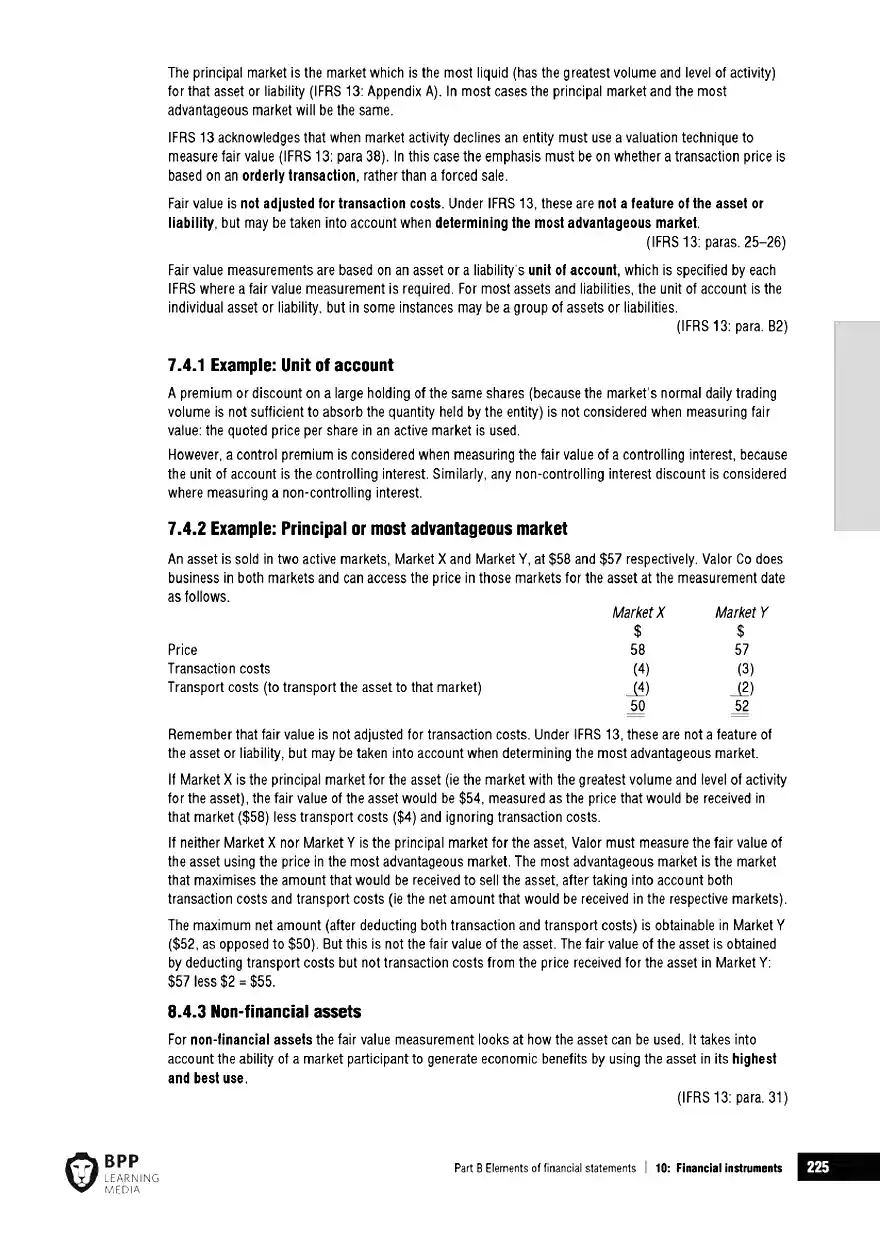 The principal market is the market which is the most liquid (has the greatest volume and level of activity)
for that asset or liability (IFRS 13: Appendix A). In most cases the principal market and the most
advantageous market will be the same.
IFRS 13 acknowledges that when market activity declines an entity must use a valuation technique to
measure fair value (IFRS 13: para 38). In this case the emphasis must be on whether a transaction price is
based on an orderly transaction, rather than a forced sale.
Fair value is not adjusted for transaction costs. Under IFRS 13, these are not a feature of the asset or
liability, but may be taken into account when determining the most advantageous market.
(IFRS 13: paras. 25–26)
Fair value measurements are based on an asset or a liability's unit of account, which is specified by each
IFRS where a fair value measurement is required. For most assets and liabilities, the unit of account is the
individual asset or liability, but in some instances may be a group of assets or liabilities.
(IFRS 13: para. B2)
7.4.1 Example: Unit of account
A premium or discount on a large holding of the same shares (because the market's normal daily trading
volume is not sufficient to absorb the quantity held by the entity) is not considered when measuring fair
value: the quoted price per share in an active market is used.
However, a control premium is considered when measuring the fair value of a controlling interest, because
the unit of account is the controlling interest. Similarly, any non-controlling interest discount is considered
where measuring a non-controlling interest.
7.4.2 Example: Principal or most advantageous market
An asset is sold in two active markets, Market X and Market Y, at $58 and $57 respectively. Valor Co does
business in both markets and can access the price in those markets for the asset at the measurement date
as follows.
Market X Market Y
$ $
Price 58 57
Transaction costs (4) (3)
Transport costs (to transport the asset to that market) (4) (2)
50 52
Remember that fair value is not adjusted for transaction costs. Under IFRS 13, these are not a feature of
the asset or liability, but may be taken into account when determining the most advantageous market.
If Market X is the principal market for the asset (ie the market with the greatest volume and level of activity
for the asset), the fair value of the asset would be $54, measured as the price that would be received in
that market ($58) less transport costs ($4) and ignoring transaction costs.
If neither Market X nor Market Y is the principal market for the asset, Valor must measure the fair value of
the asset using the price in the most advantageous market. The most advantageous market is the market
that maximises the amount that would be received to sell the asset, after taking into account both
transaction costs and transport costs (ie the net amount that would be received in the respective markets).
The maximum net amount (after deducting both transaction and transport costs) is obtainable in Market Y
($52, as opposed to $50). But this is not the fair value of the asset. The fair value of the asset is obtained
by deducting transport costs but not transaction costs from the price received for the asset in Market Y:
$57 less $2 = $55.
8.4.3 Non-financial assets
For non-financial assets the fair value measurement looks at how the asset can be used. It takes into
account the ability of a market participant to generate economic benefits by using the asset in its highest
and best use.
(IFRS 13: para. 31)
BPP
LEARNING
MEDIA
Part B Elements of financial statements | 10: Financial instruments 225